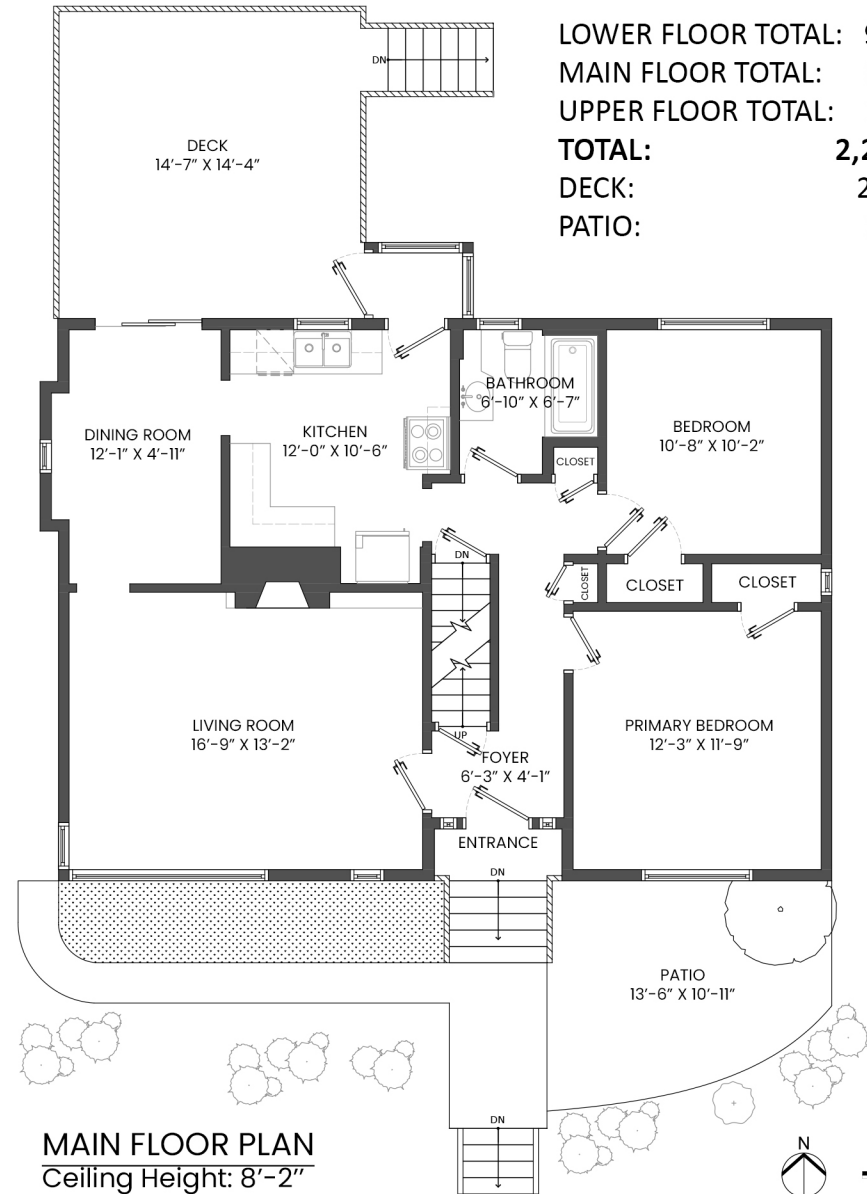 LOWER FLOOR TOTAL:
MAIN FLOOR TOTAL:
UPPER FLOOR TOTAL:
TOTAL:
DECK:
PATIO:
DN
DECK
14’-7” X 14’-4”
BATHROOM
6’-10” X 6’-7”
DINING ROOM
12’-1” X 4’-11”
KITCHEN
12’-0” X 10’-6”
BEDROOM
10’-8” X 10’-2”
CLOSET
DN
CLOSET
CLOSET
CLOSET
LIVING ROOM
16’-9” X 13’-2”
UP
FOYER
6’-3” X 4’-1”
PRIMARY BEDROOM
12’-3” X 11’-9”
ENTRANCE
DN
PATIO
13’-6” X 10’-11”
DN
MAIN FLOOR PLAN
Ceiling Height: 8’-2’’
N